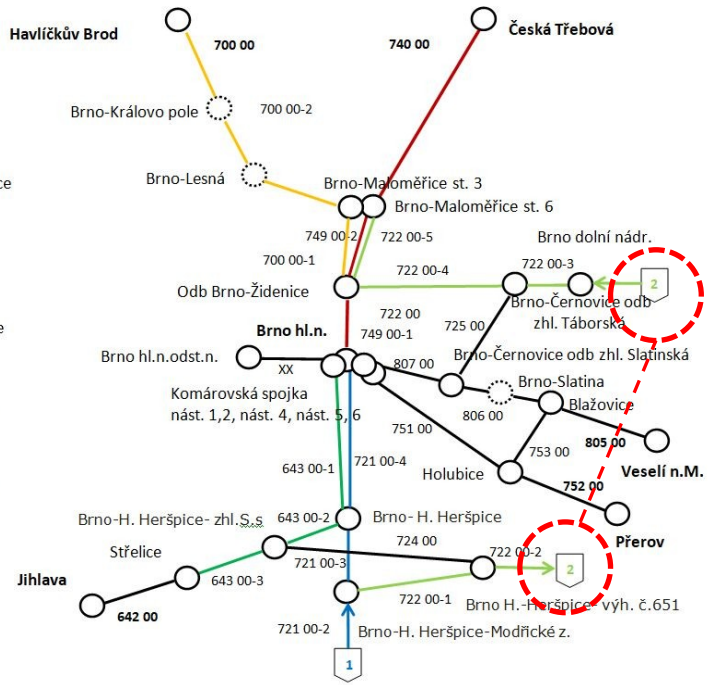 Havlíčkův Brod
700 00
740 00
Česká Třebová
Brno-Královo pole
700 00-2
ce
Brno-Lesná
Brno-Maloměřice st. 3
Brno-Maloměřice st. 6
749 00-2
722 00-5
Brno dolní nádr.
700 00-1
722 00-4
722 00-3
2
Odb Brno-Židenice
Brno-Černovice odb
zhl. Táborská
722 00
725 00
e
Brno hl.n.
749 00-1
Brno hl.n.odst.n.
XX
807 00
Brno-Černovice odb zhl. Slatinská
Brno-Slatina
Komárovská spojka
nást. 1,2, nást. 4, nást. 5, 6
806 00
Blažovice
751 00
753 00
805 00
643 00-1
721 00-4
Holubice
752 00
Veselí n.M.
Brno-H. Heršpice- zhl.S.s
643 00-2
Brno- H. Heršpice
Přerov
Střelice
724 00
722 00-2
2
Jihlava
643 00-3
721 00-3
722 00-1
Brno H.-Heršpice- výh. č.651
642 00
721 00-2
Brno-H. Heršpice-Modřické z.
1